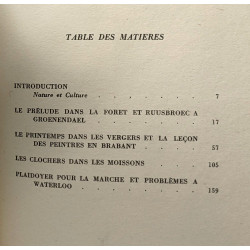 TABLE DES MATIERES
INTRODUCTION
Nature et Culture . . . . . . . 7
LE PRÉLUDE DANS LA FORET ET RUUSBROEC A
GROENENDAEL . . . . . . . . 17
LE PRINTEMPS DANS LES VERGERS ET LA LEÇON
DES PEINTRES EN BRABANT . . . . . 57
LES CLOCHERS DANS LES MOISSONS . . . . 105
PLAIDOYER POUR LA MARCHE ET PROBLÈMES A
WATERLOO . . . . . . . . . 159